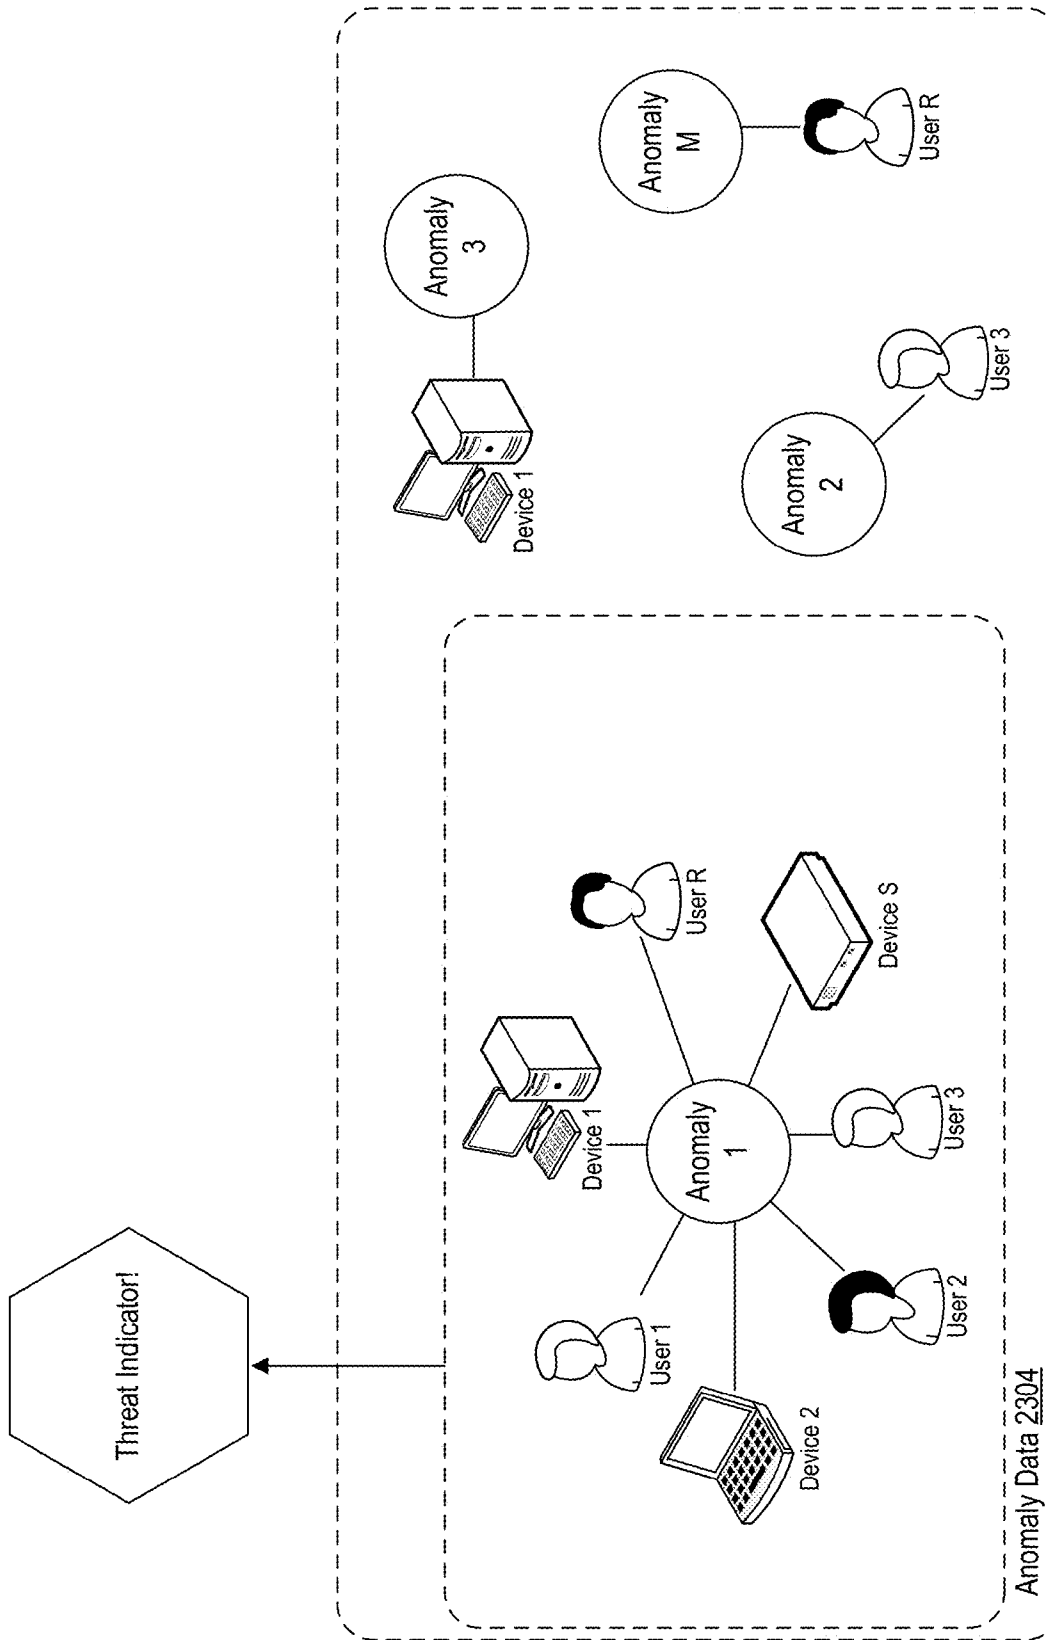 Threat Indicator!
User 1
Device 1
User R
Device 2
Anomaly
1
User 2
User 3
Device S
Device 1
Anomaly
3
Anomaly
2
User 3
Anomaly
M
User R
Anomaly Data 2304